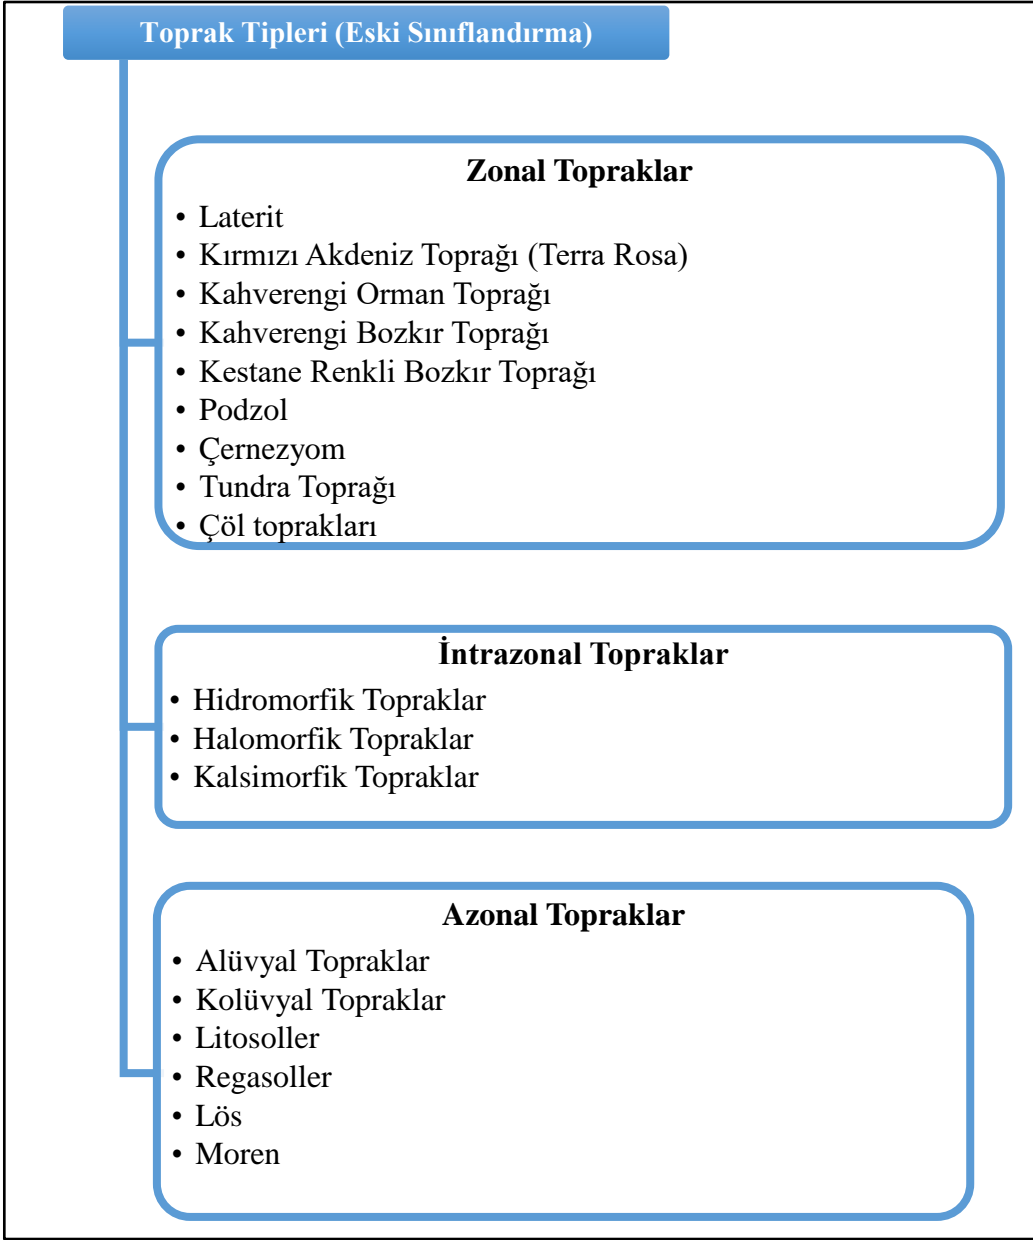 Toprak Tipleri (Eski Sınıflandırma)
Zonal Topraklar
• Laterit
• Kırmızı Akdeniz Toprağı (Terra Rosa)
• Kahverengi Orman Toprağı
• Kahverengi Bozkır Toprağı
• Kestane Renkli Bozkır Toprağı
• Podzol
• Çernezyom
• Tundra Toprağı
• Çöl toprakları
İntrazonal Topraklar
• Hidromorfik Topraklar
• Halomorfik Topraklar
• Kalsimorfik Topraklar
Azonal Topraklar
• Alüvyal Topraklar
• Kolüvyal Topraklar
• Litosoller
• Regasoller
• Lös
• Moren